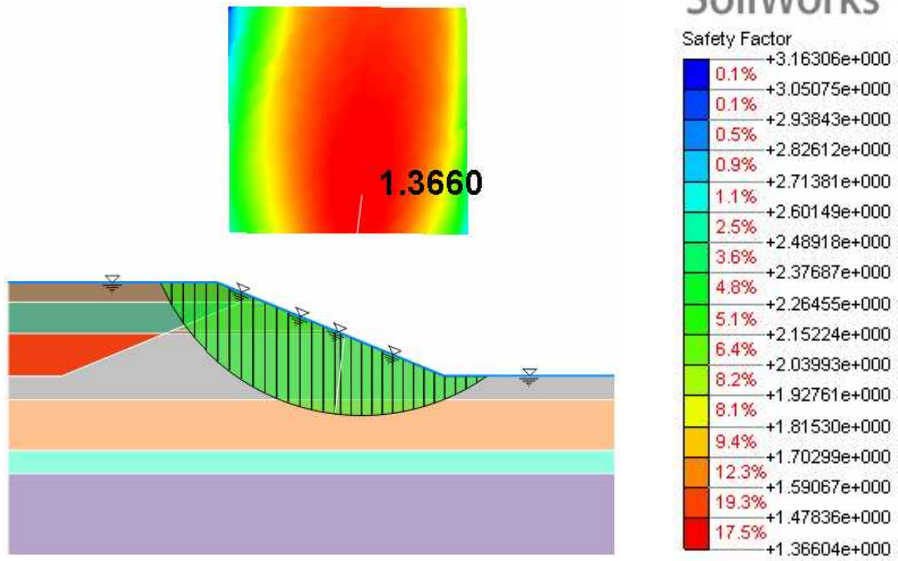 SoilWorks
Safety Factor
+3.16306e+000
0.1%
+3.05075e+000
0.1%
+2.93843e+000
0.5%
+2.82612e+000
0.9%
+2.71381e+000
1.1%
+2.60149e+000
2.5%
+2.48918e+000
3.6%
+2.37687e+000
4.8%
+2.26455e+000
5.1%
+2.15224e+000
6.4%
+2.03993e+000
8.2%
+1.92761e+000
8.1%
+1.81530e+000
9.4%
+1.70299e+000
12.3%
+1.59067e+000
19.3%
+1.47836e+000
17.5%
+1.36604e+000
1.3660